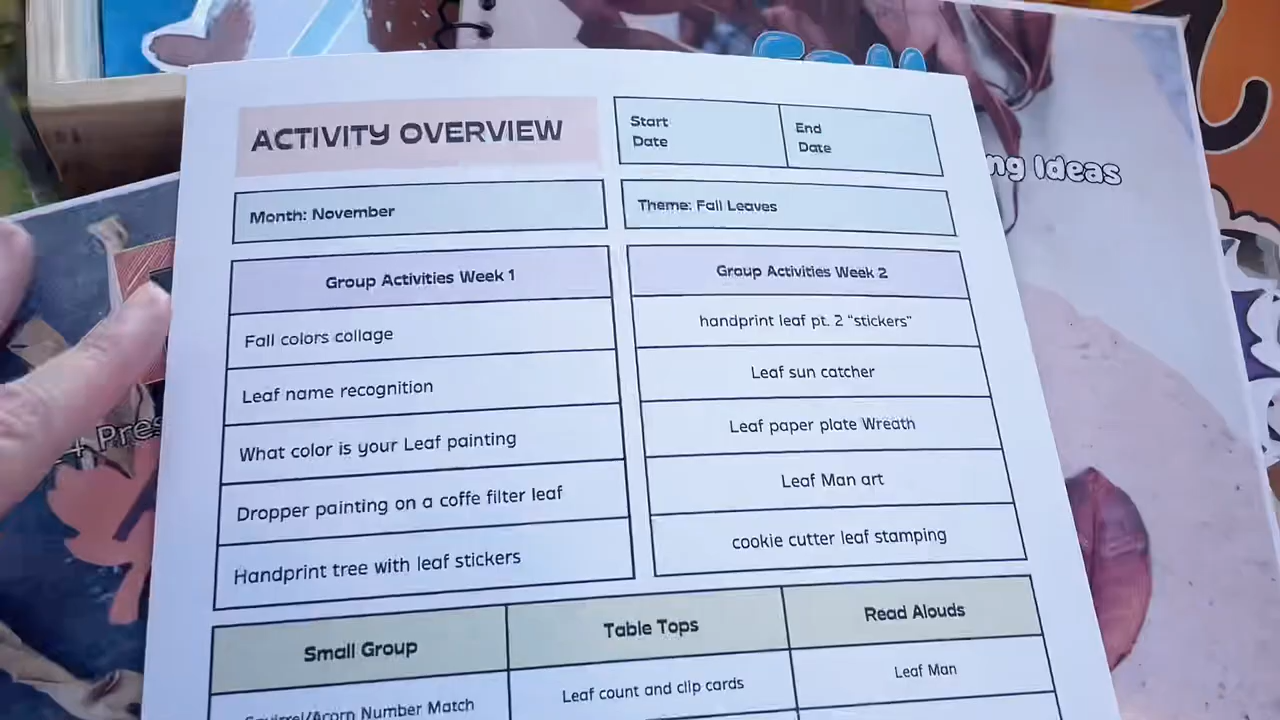 ng Ideas
ACTIVITY OVERVIEW
Start
Date
End
Date
Month: November
Theme: Fall Leaves
Group Activities Week 1
Fall colors collage
Leaf name recognition
What color is your Leaf painting
Dropper painting on a coffe filter leaf
Handprint tree with leaf stickers
Group Activities Week 2
handprint leaf pt. 2 “stickers”
Leaf sun catcher
Leaf paper plate Wreath
Leaf Man art
cookie cutter leaf stamping
Small Group
Table Tops
Read Alouds
Squirrel/Acorn Number Match
Leaf count and clip cards
Leaf Man